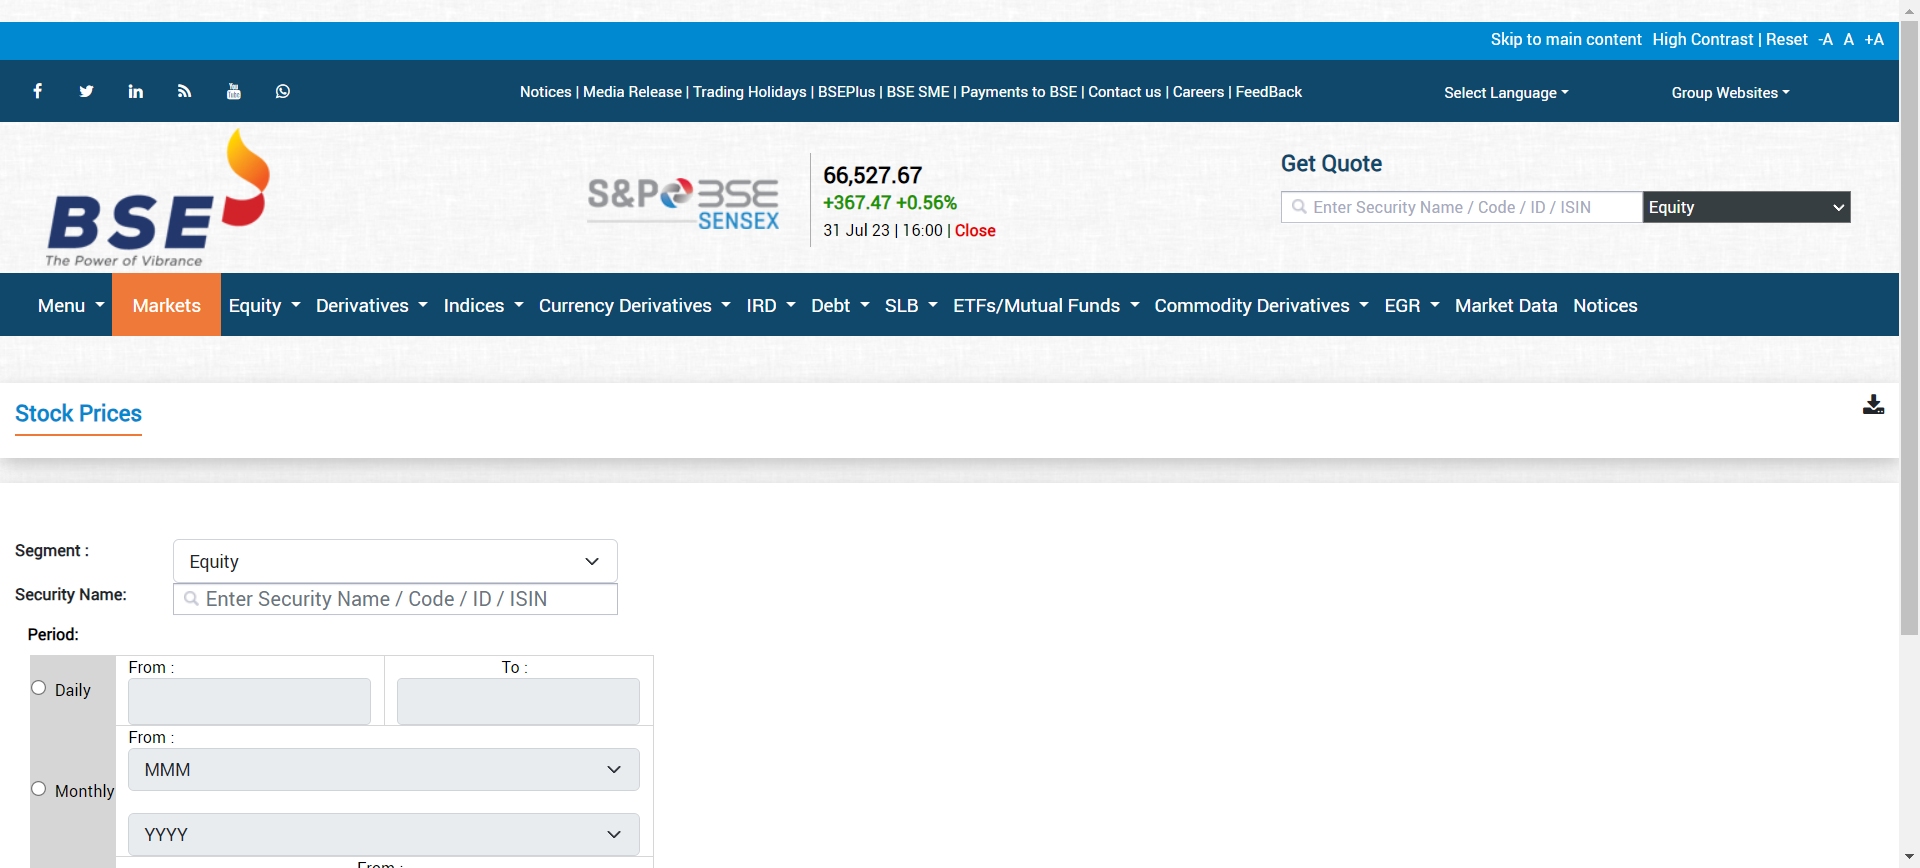 Skip to main content High Contrast | Reset -A A +A
Notices | Media Release | Trading Holidays | BSEPlus | BSE SME | Payments to BSE | Contact us | Careers | FeedBack
Select Language
Group Websites
BSE
The Power of Vibrance
S&P BSE
SENSEX
66,527.67
+367.47 +0.56%
31 Jul 23 | 16:00 | Close
Get Quote
Enter Security Name / Code / ID / ISIN
Equity
Menu Markets Equity Derivatives Indices Currency Derivatives IRD Debt SLB ETFs/Mutual Funds Commodity Derivatives EGR Market Data Notices
Stock Prices
Segment :
Equity
Security Name:
Enter Security Name / Code / ID / ISIN
Period:
Daily
From :
To :
Monthly
From :
MMM
YYYY
From :